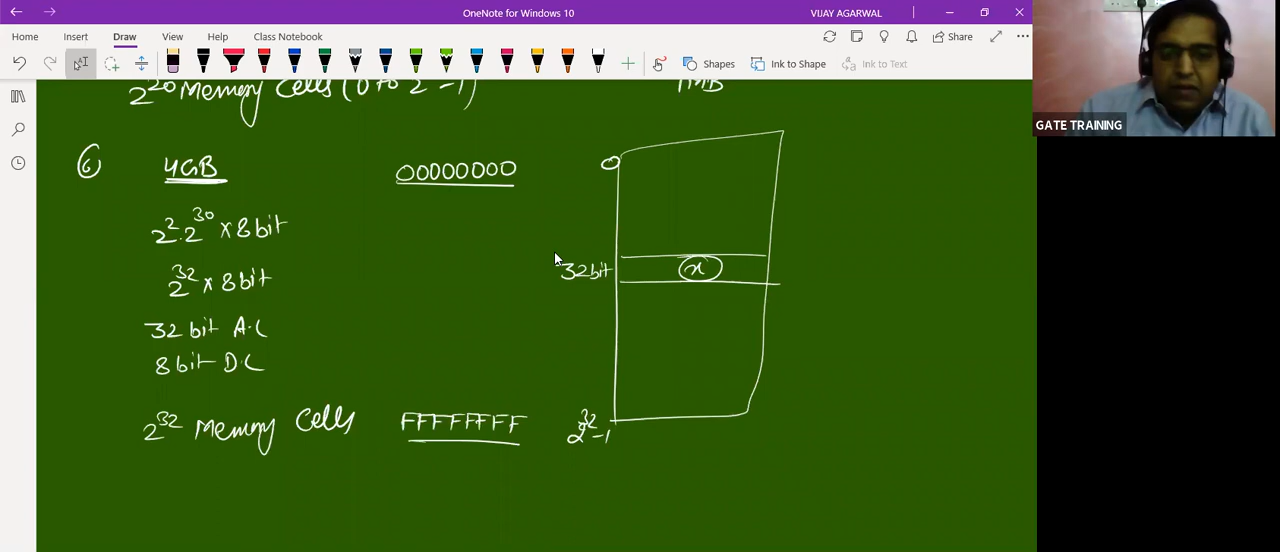 OneNote for Windows 10
VIJAY AGARWAL
Home Insert Draw View Help Class Notebook
Share
Shapes Ink to Shape Ink to Text
2^20 Memory Cells (0 to 2 -1)
1MB
GATE TRAINING
6 4GB 00000000 0
2^2.2^30 × 8 bit
2^32 × 8 bit 32 bit x
32 bit A.L
8 bit D.L
2^32 Memory Cells FFFFFFFF 2^32-1